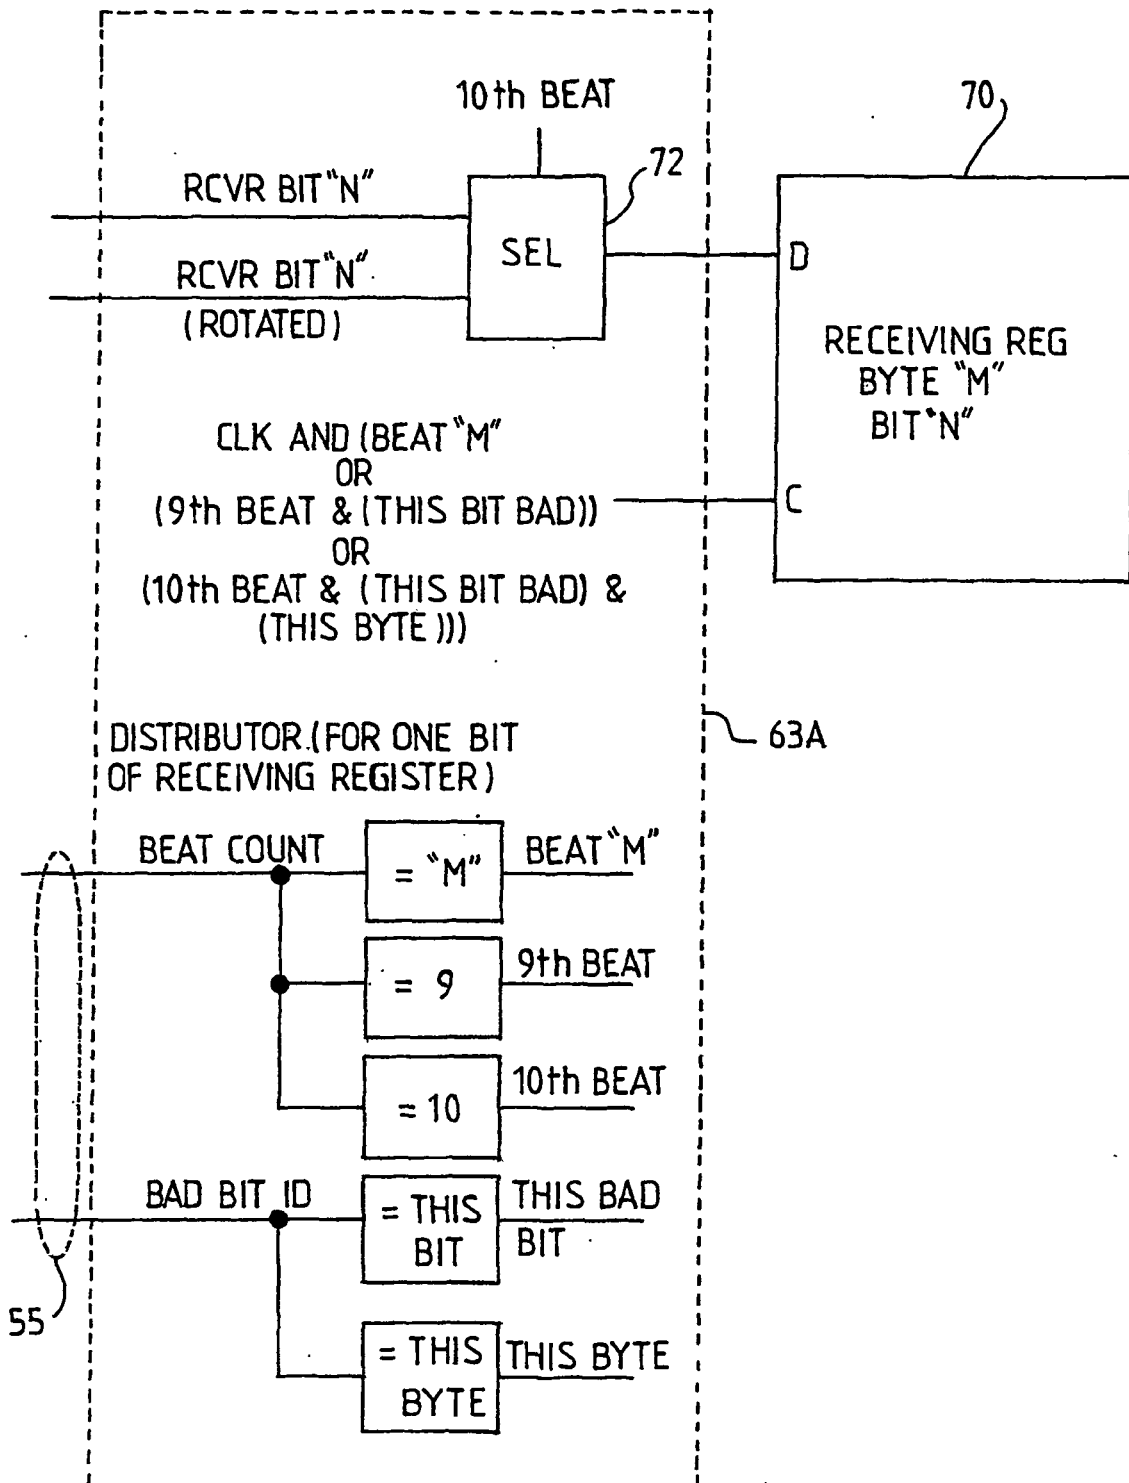 10th BEAT
70
72
RCVR BIT "N"
SEL
D
RCVR BIT "N"
(ROTATED)
RECEIVING REG
BYTE "M"
BIT "N"
CLK AND (BEAT "M"
OR
(9th BEAT & (THIS BIT BAD))
C
OR
(10th BEAT & (THIS BIT BAD) &
(THIS BYTE)))
63A
DISTRIBUTOR.(FOR ONE BIT
OF RECEIVING REGISTER)
BEAT COUNT
= "M"
BEAT "M"
= 9
9th BEAT
= 10
10th BEAT
BAD BIT ID
= THIS
BIT
THIS BAD
BIT
55
= THIS
BYTE
THIS BYTE